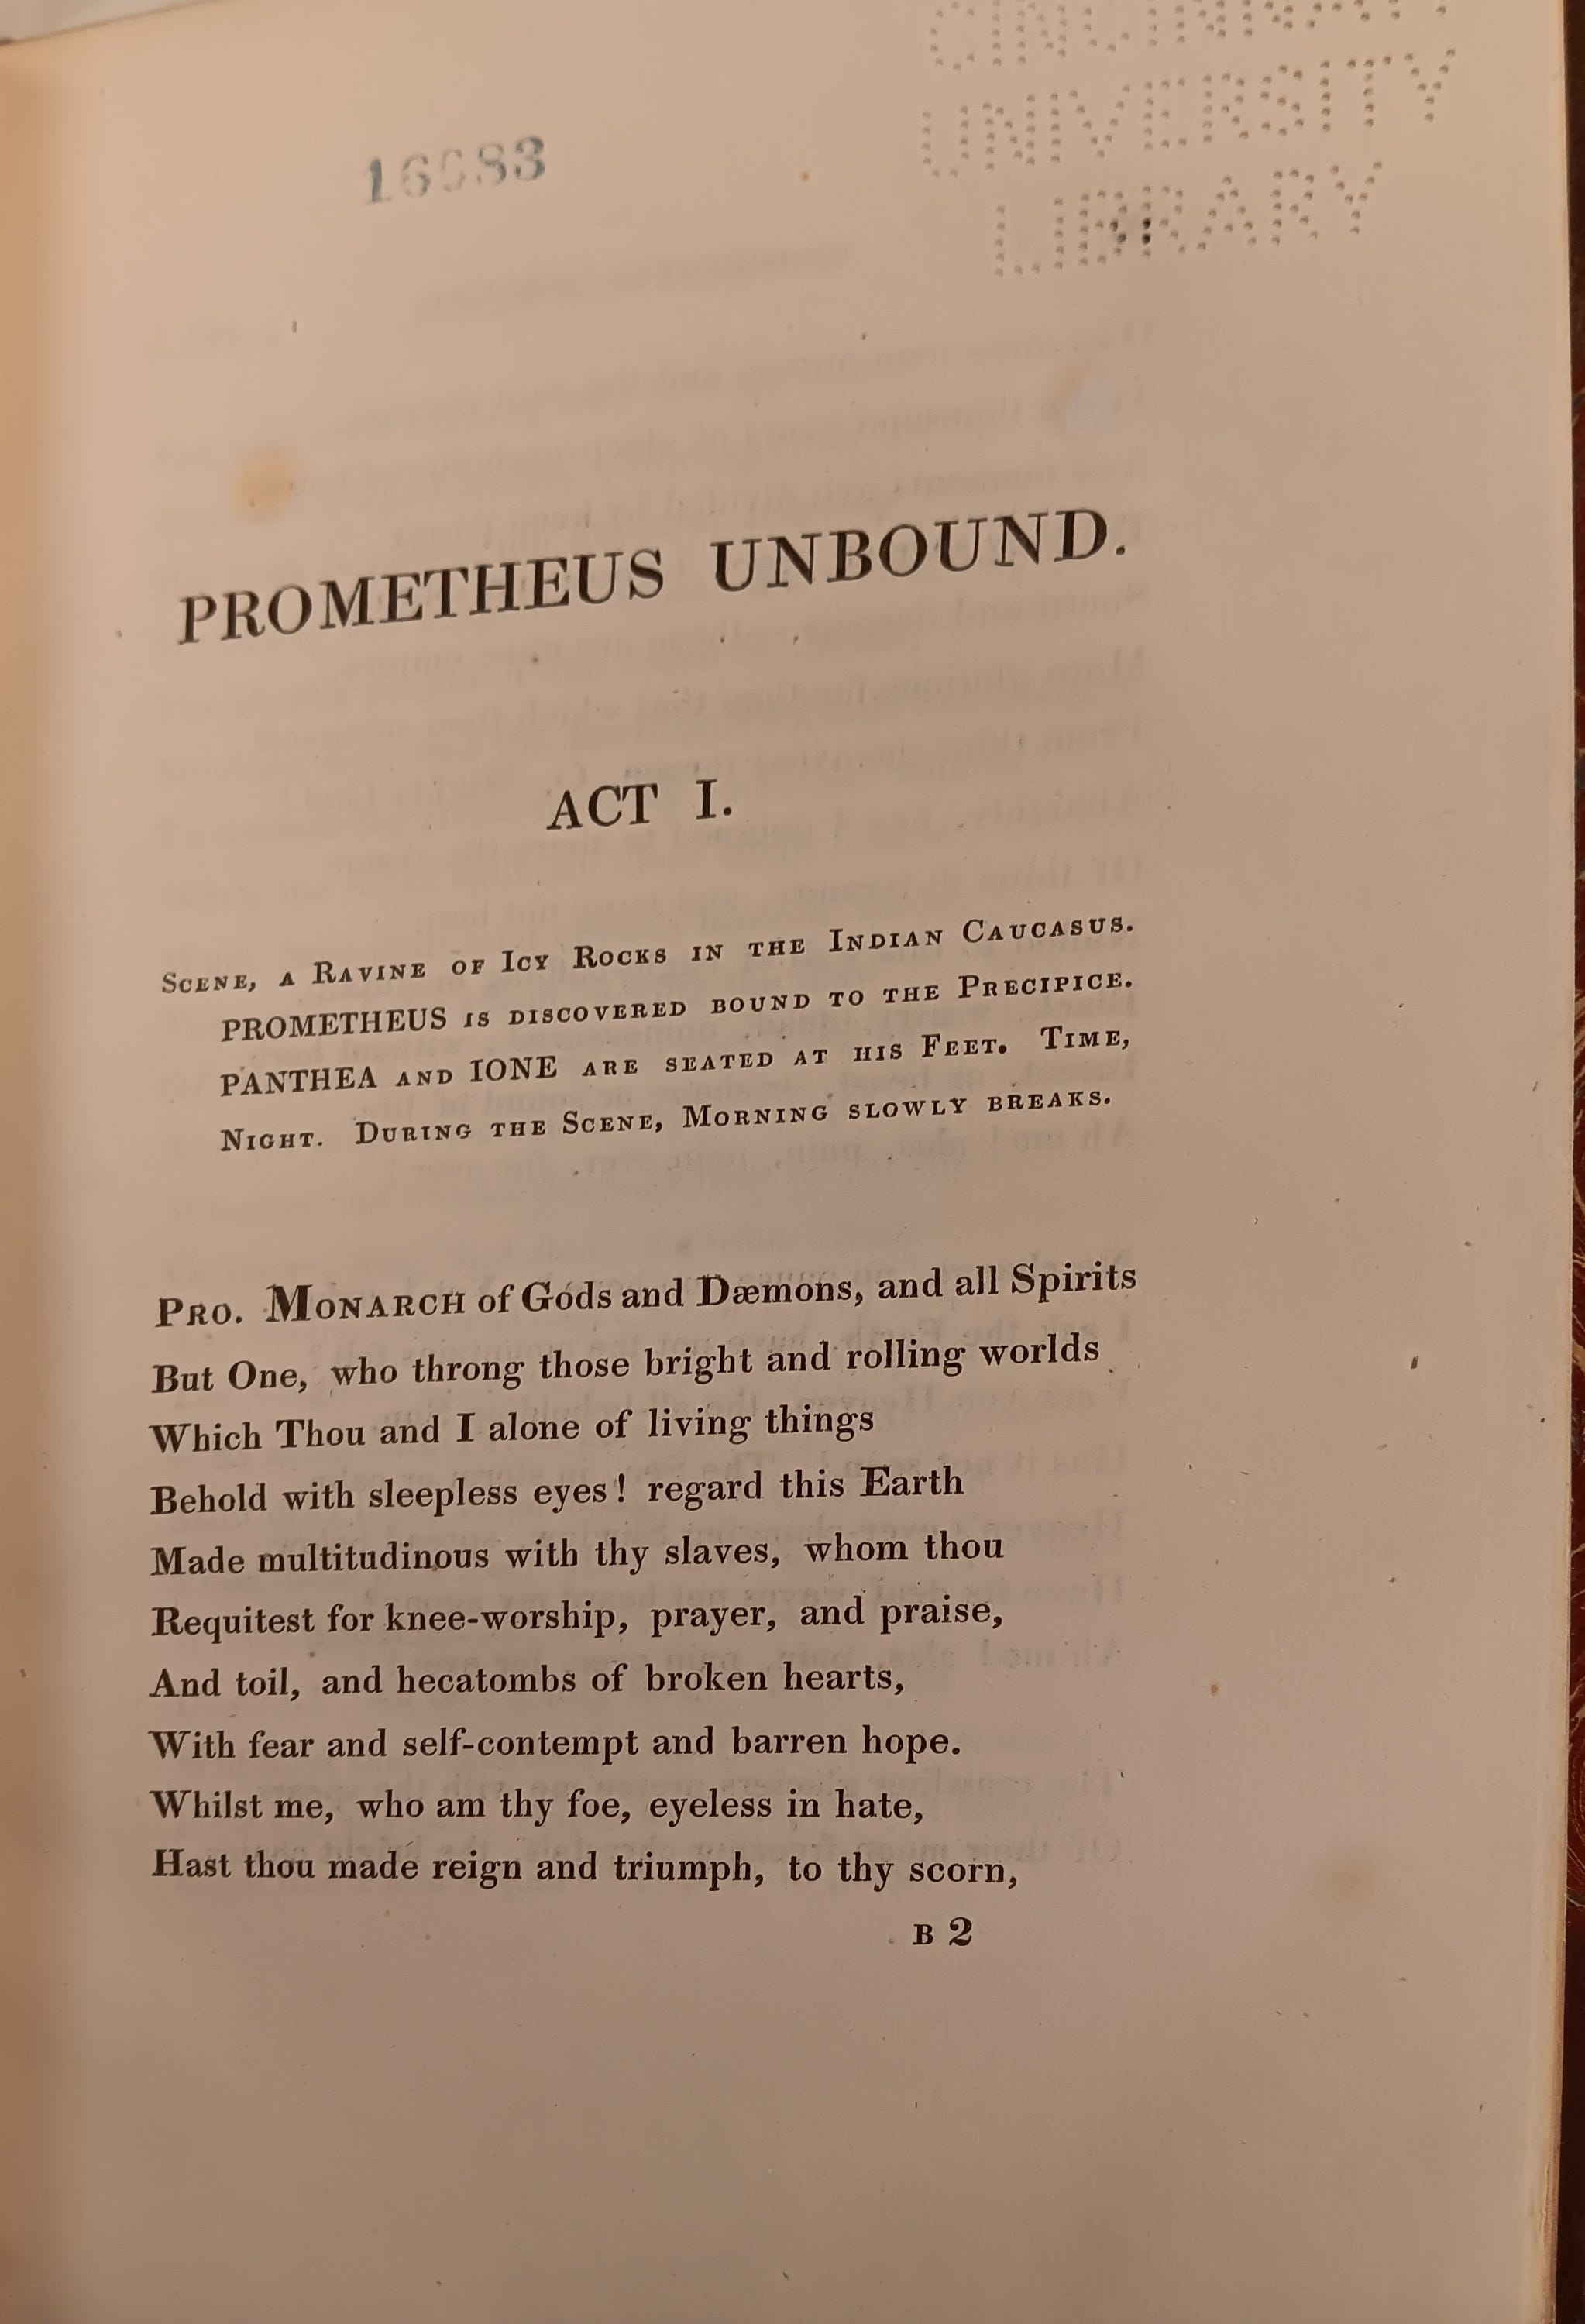 UNIVERSITY
LIBRARY
PROMETHEUS UNBOUND.
ACT I.
SCENE, A RAVINE OF ICY ROCKS IN THE INDIAN CAUCASUS.
PROMETHEUS IS DISCOVERED BOUND TO THE PRECIPICE.
PANTHEA AND IONE ARE SEATED AT HIS FEET. TIME,
NIGHT. DURING THE SCENE, MORNING SLOWLY BREAKS.
PRO. MONARCH of Gods and Dæmons, and all Spirits
But One, who throng those bright and rolling worlds
Which Thou and I alone of living things
Behold with sleepless eyes! regard this Earth
Made multitudinous with thy slaves, whom thou
Requitest for knee-worship, prayer, and praise,
And toil, and hecatombs of broken hearts,
With fear and self-contempt and barren hope.
Whilst me, who am thy foe, eyeless in hate,
Hast thou made reign and triumph, to thy scorn,
B 2